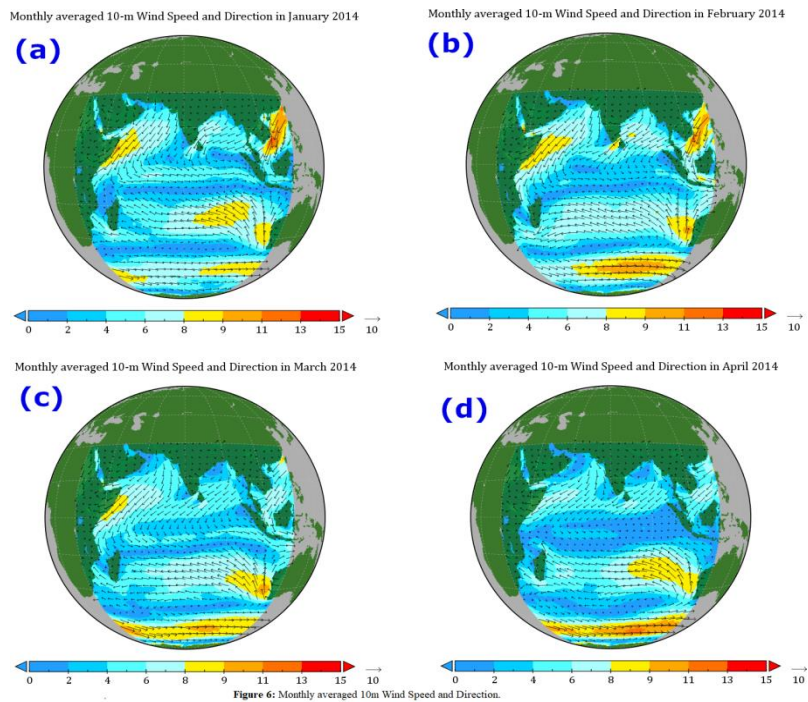 Monthly averaged 10-m Wind Speed and Direction in January 2014
(a)
0 2 4 6 8 9 11 13 15 10
Monthly averaged 10-m Wind Speed and Direction in February 2014
(b)
0 2 4 6 8 9 11 13 15 10
Monthly averaged 10-m Wind Speed and Direction in March 2014
(c)
0 2 4 6 8 9 11 13 15 10
Monthly averaged 10-m Wind Speed and Direction in April 2014
(d)
0 2 4 6 8 9 11 13 15 10
Figure 6: Monthly averaged 10m Wind Speed and Direction.